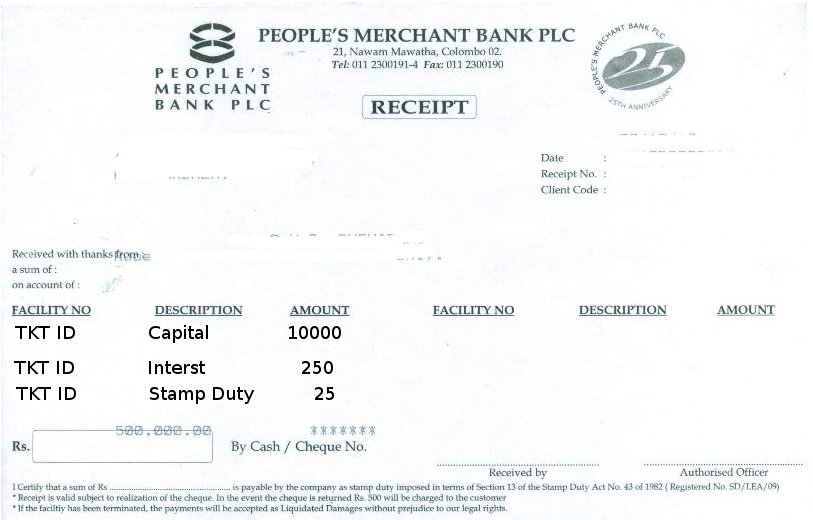 PEOPLE'S
MERCHANT
BANK PLC
PEOPLE'S MERCHANT BANK PLC
21, Nawam Mawatha, Colombo 02.
Tel: 011 2300191-4 Fax: 011 2300190
RECEIPT
PEOPLE'S MERCHANT BANK PLC
25
25TH ANNIVERSARY
Date :
Receipt No. :
Client Code :
Received with thanks from :
a sum of :
on account of :
FACILITY NO DESCRIPTION AMOUNT FACILITY NO DESCRIPTION AMOUNT
TKT ID Capital 10000
TKT ID Interst 250
TKT ID Stamp Duty 25
500,000.00 *******
Rs. By Cash / Cheque No.
Received by Authorised Officer
I Certify that a sum of Rs ........................................ is payable by the company as stamp duty imposed in terms of Section 13 of the Stamp Duty Act No. 43 of 1982 ( Registered No. SD/LEA/09)
* Receipt is valid subject to realization of the cheque. In the event the cheque is returned Rs. 500 will be charged to the customer
* If the faciltiy has been terminated, the payments will be accepted as Liquidated Damages without prejudice to our legal rights.